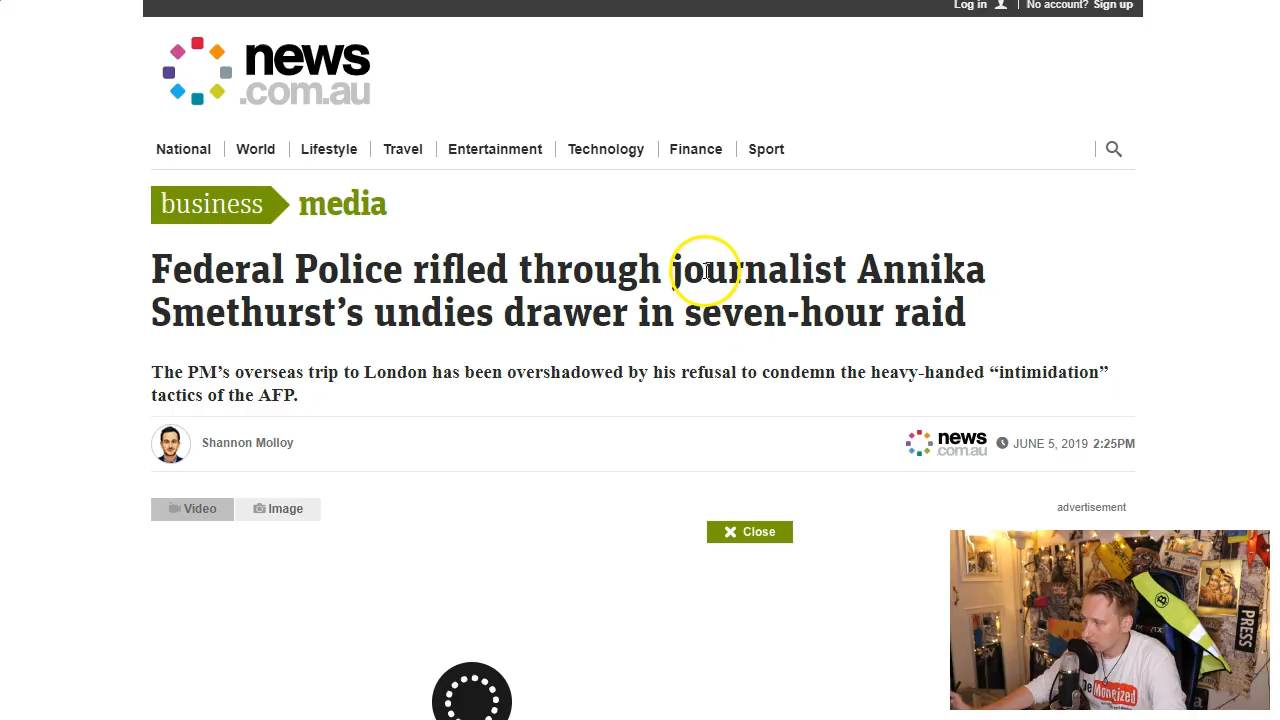 Log in
No account? Sign up
news
.com.au
National
World
Lifestyle
Travel
Entertainment
Technology
Finance
Sport
business
media
Federal Police rifled through journalist Annika
Smethurst’s undies drawer in seven-hour raid
The PM’s overseas trip to London has been overshadowed by his refusal to condemn the heavy-handed “intimidation”
tactics of the AFP.
Shannon Molloy
news
.com.au
JUNE 5, 2019 2:25PM
Video
Image
advertisement
Close
PRESS
DeMonetized